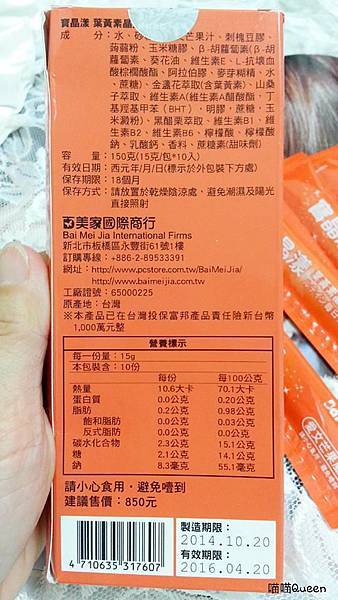 寶晶漾 葉黃素晶
成 分：水、砂 芒果汁、刺槐豆膠、
蒟蒻粉、玉米糖膠、β-胡蘿蔔素(β-胡
蘿蔔素、葵花油、維生素E、L-抗壞血
酸棕櫚酸酯、阿拉伯膠、麥芽糊精、水
、蔗糖)、金盞花萃取(含葉黃素)、山桑
子萃取、維生素A(維生素A醋酸酯、丁
基羥基甲苯(BHT)、明膠、蔗糖、玉
米澱粉)、黑醋栗萃取、維生素B1、維生
素B2、維生素B6、檸檬酸、檸檬酸
鈉、乳酸鈣、香料、蔗糖素(甜味劑)
容 量：150克(15克/包*10入)
有效日期：西元年/月/日(標示於外包裝下方處)
保存期限：18個月
保存方式：請放置於乾燥陰涼處，避免潮濕及陽光
直接照射
美家國際商行
Bai Mei Jia International Firms
新北市板橋區永豐街61號1樓
訂購專線：+886-2-89533391
網址：http://www.pcstore.com.tw/BaiMeiJia/
http://www.baimeijia.com.tw
工廠證號：65000225
原產地：台灣
※本產品已在台灣投保富邦產品責任險新台幣
1,000萬元整
營養標示
每一份量：15g
本包裝含：10份
每份 每100公克
熱量 10.6大卡 70.1大卡
蛋白質 0.0公克 0.20公克
脂肪 0.2公克 0.98公克
飽和脂肪 0.0公克 0.03公克
反式脂肪 0.0公克 0.0公克
碳水化合物 2.3公克 15.1公克
糖 2.1公克 14.1公克
鈉 8.3毫克 55.1毫克
請小心食用，避免噎到
建議售價：850元
4 710635 317607
製造期限：
2014.10.20
有效期限：
2016.04.20
喵喵Queen